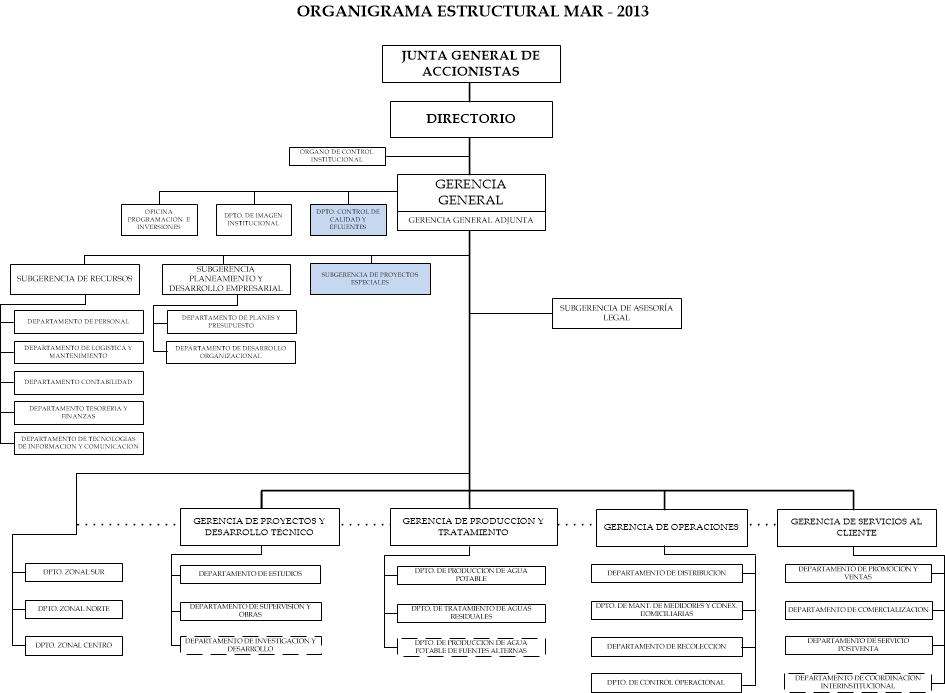 ORGANIGRAMA ESTRUCTURAL MAR - 2013
JUNTA GENERAL DE
ACCIONISTAS
DIRECTORIO
ORGANO DE CONTROL
INSTITUCIONAL
GERENCIA
GENERAL
GERENCIA GENERAL ADJUNTA
OFICINA
PROGRAMACION E
INVERSIONES
DPTO. DE IMAGEN
INSTITUCIONAL
DPTO. CONTROL DE
CALIDAD Y
EFLUENTES
SUBGERENCIA DE RECURSOS
SUBGERENCIA
PLANEAMIENTO Y
DESARROLLO EMPRESARIAL
SUBGERENCIA DE PROYECTOS
ESPECIALES
SUBGERENCIA DE ASESORÍA
LEGAL
DEPARTAMENTO DE PERSONAL
DEPARTAMENTO DE LOGISTICA Y
MANTENIMIENTO
DEPARTAMENTO CONTABILIDAD
DEPARTAMENTO TESORERIA Y
FINANZAS
DEPARTAMENTO DE TECNOLOGIAS
DE INFORMACION Y COMUNICACION
DEPARTAMENTO DE PLANES Y
PRESUPUESTO
DEPARTAMENTO DE DESARROLLO
ORGANIZACIONAL
GERENCIA DE PROYECTOS Y
DESARROLLO TÉCNICO
GERENCIA DE PRODUCCION Y
TRATAMIENTO
GERENCIA DE OPERACIONES
GERENCIA DE SERVICIOS AL
CLIENTE
DPTO. ZONAL SUR
DPTO. ZONAL NORTE
DPTO. ZONAL CENTRO
DEPARTAMENTO DE ESTUDIOS
DEPARTAMENTO DE SUPERVISIÓN Y
OBRAS
DEPARTAMENTO DE INVESTIGACION Y
DESARROLLO
DPTO. DE PRODUCCION DE AGUA
POTABLE
DPTO. DE TRATAMIENTO DE AGUAS
RESIDUALES
DPTO. DE PRODUCCION DE AGUA
POTABLE DE FUENTES ALTERNAS
DEPARTAMENTO DE DISTRIBUCION
DPTO. DE MANT. DE MEDIDORES Y CONEX.
DOMICILIARIAS
DEPARTAMENTO DE RECOLECCIÓN
DPTO. DE CONTROL OPERACIONAL
DEPARTAMENTO DE PROMOCION Y
VENTAS
DEPARTAMENTO DE COMERCIALIZACION
DEPARTAMENTO DE SERVICIO
POSTVENTA
DEPARTAMENTO DE COORDINACIÓN
INTERINSTITUCIONAL